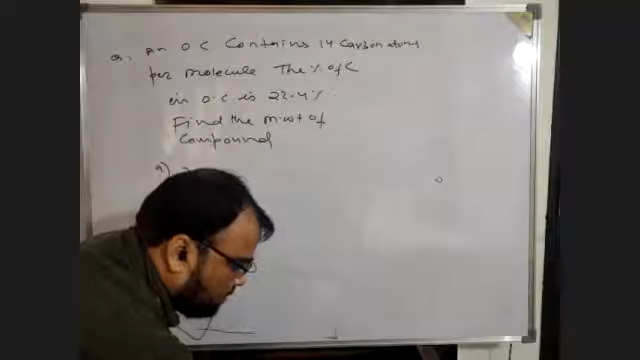 Q. An O C Contains 14 Carbon atoms
per molecule The % of C
in O.C is 22.4%
Find the m.wt of
Compound
a)